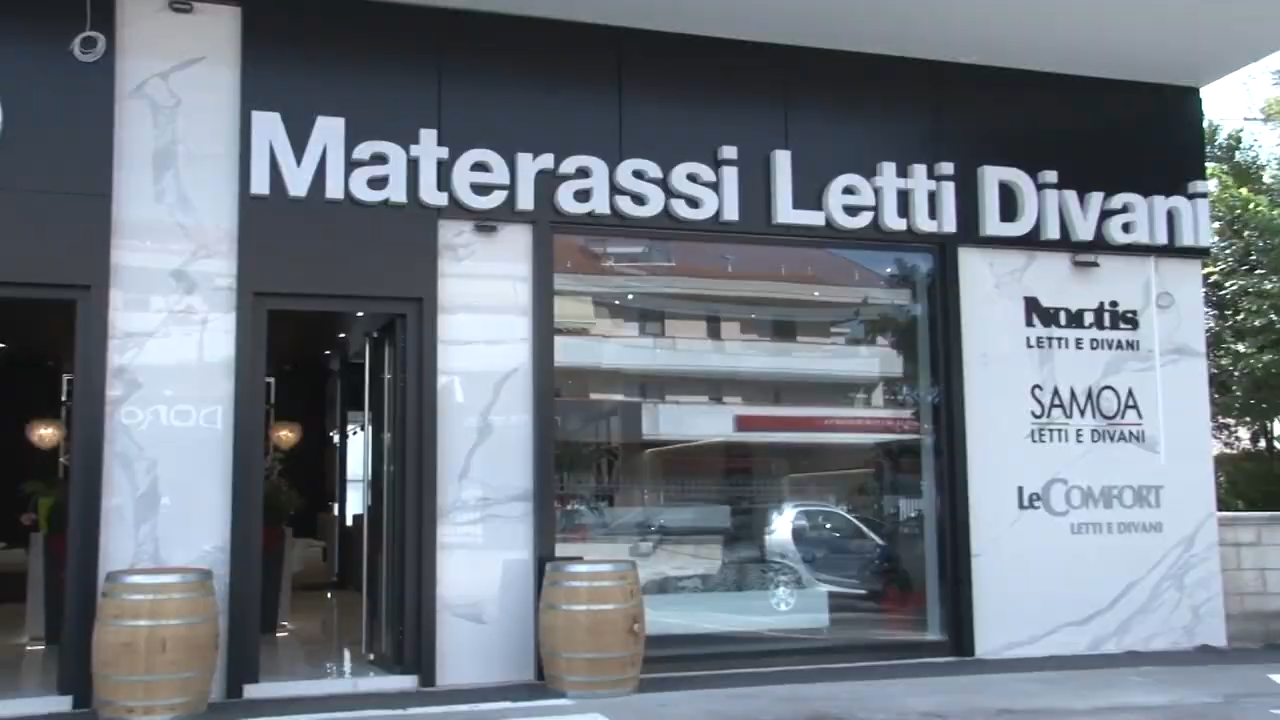 Materassi Letti Divani
Noctis
LETTI E DIVANI
SAMOA
LETTI E DIVANI
LeCOMFORT
LETTI E DIVANI